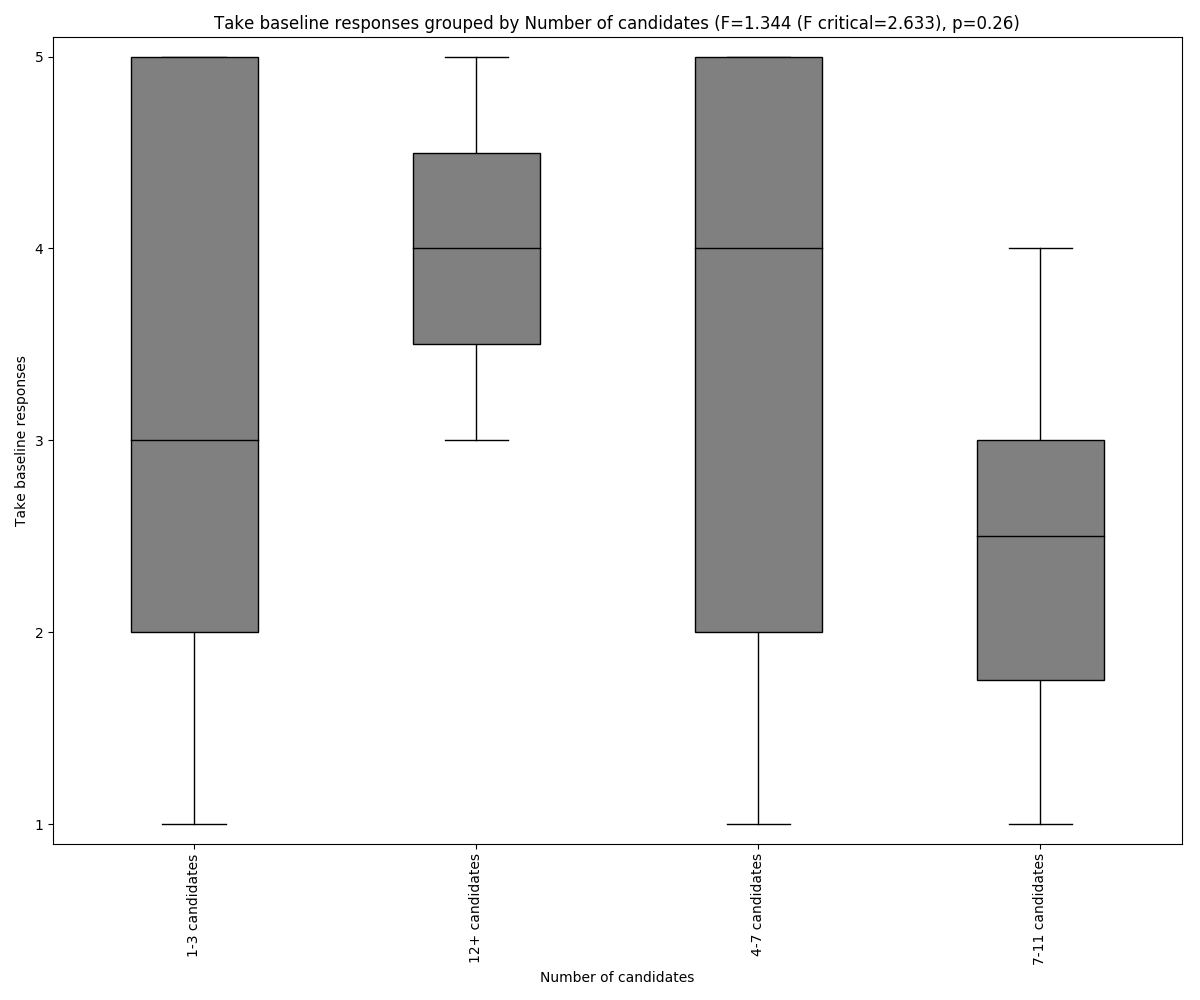 Take baseline responses grouped by Number of candidates (F=1.344 (F critical=2.633), p=0.26)
5
4
3
2
1
Take baseline responses
1-3 candidates
12+ candidates
4-7 candidates
7-11 candidates
Number of candidates